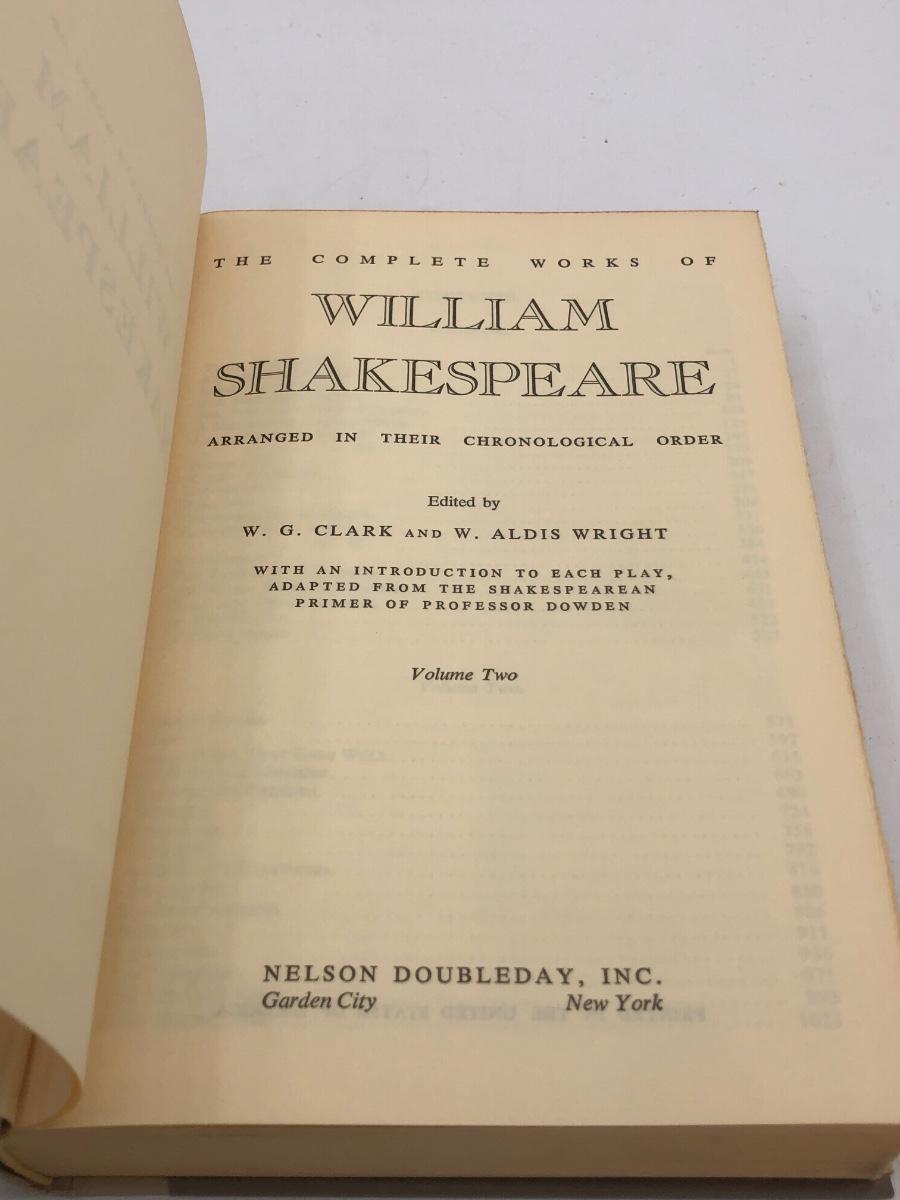 THE COMPLETE WORKS OF
WILLIAM
SHAKESPEARE
ARRANGED IN THEIR CHRONOLOGICAL ORDER
Edited by
W. G. CLARK AND W. ALDIS WRIGHT
WITH AN INTRODUCTION TO EACH PLAY,
ADAPTED FROM THE SHAKESPEAREAN
PRIMER OF PROFESSOR DOWDEN
Volume Two
NELSON DOUBLEDAY, INC.
Garden City New York